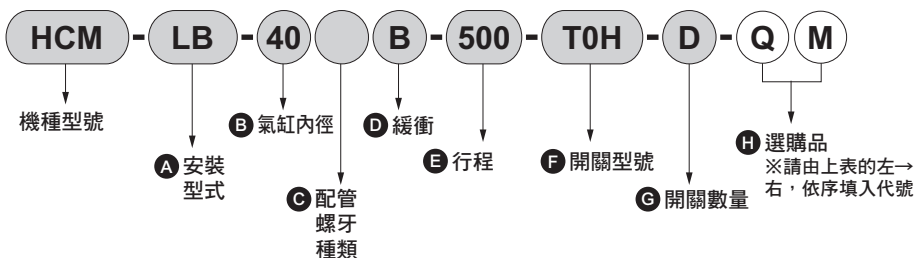 HCM - LB - 40 B - 500 - T0H - D - Q M
機種型號
A 安裝
型式
B 氣缸內徑
C 配管
螺牙
種類
D 緩衝
E 行程
F 開關型號
G 開關數量
H 選購品
※請由上表的左→
右，依序填入代號